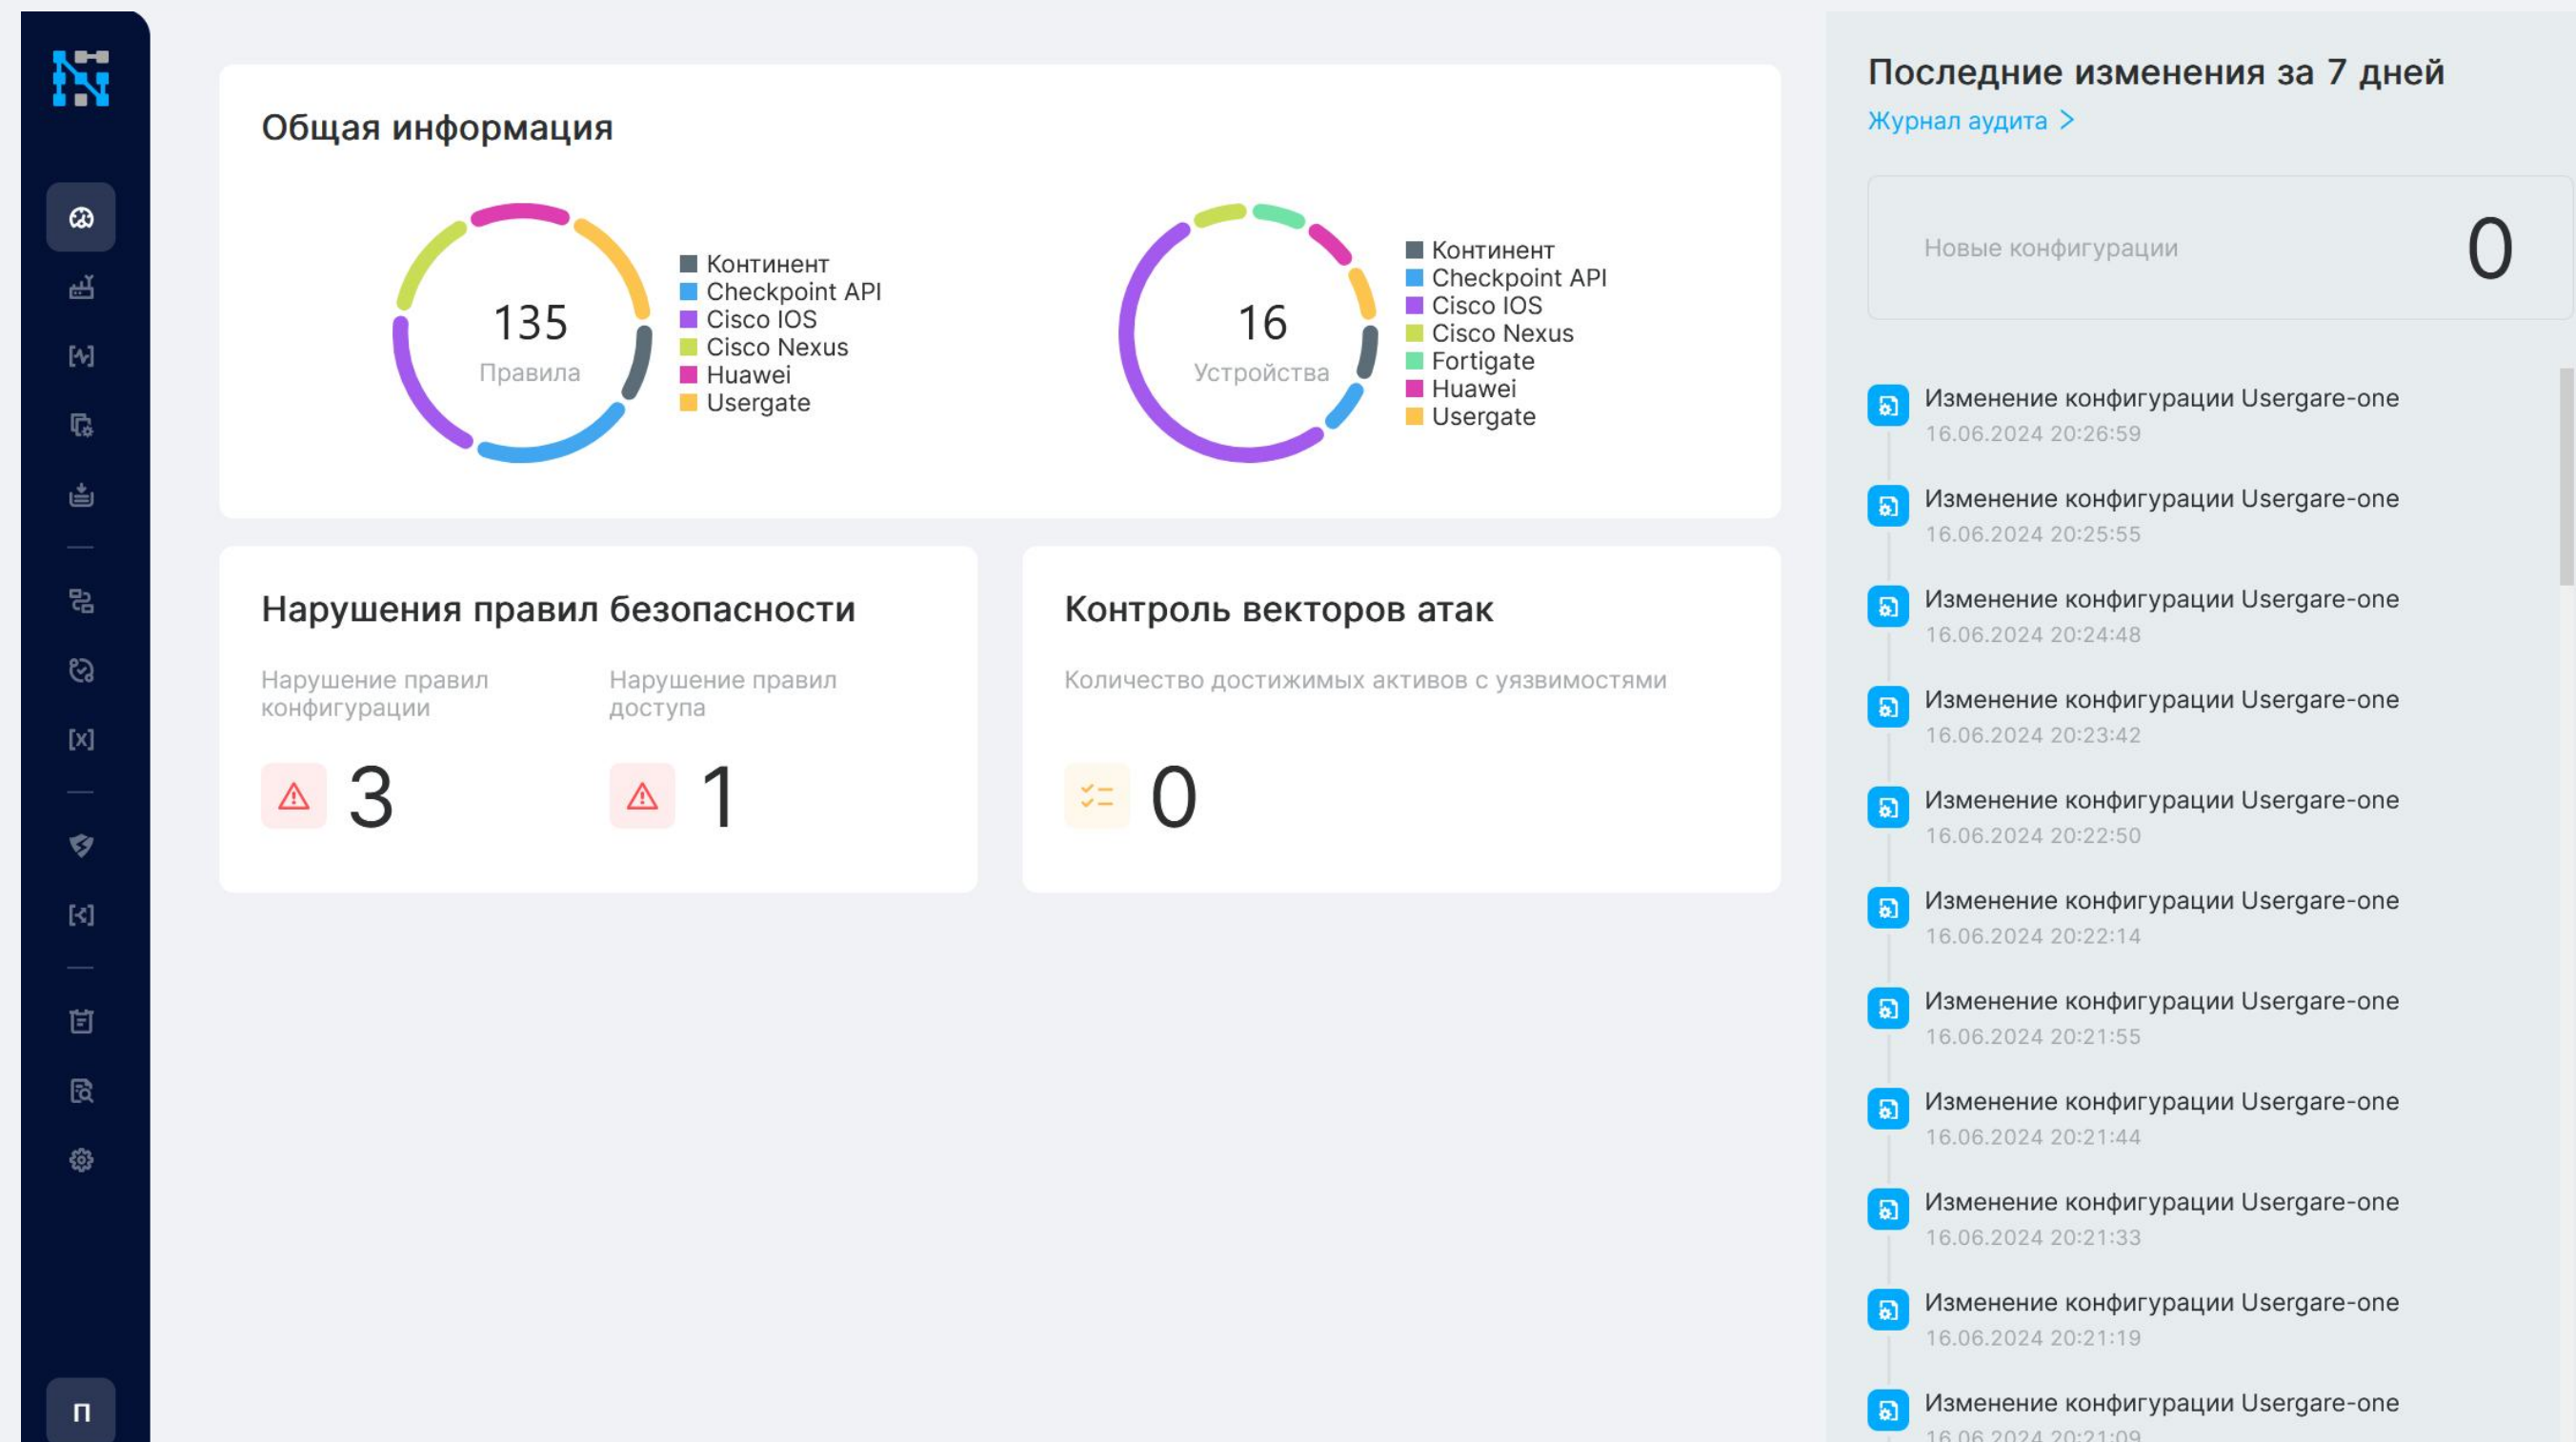 Общая информация
135
Правила
Континент
Checkpoint API
Cisco IOS
Cisco Nexus
Huawei
Usergate
16
Устройства
Континент
Checkpoint API
Cisco IOS
Cisco Nexus
Fortigate
Huawei
Usergate
Нарушения правил безопасности
Нарушение правил
конфигурации
3
Нарушение правил
доступа
1
Контроль векторов атак
Количество достижимых активов с уязвимостями
0
Последние изменения за 7 дней
Журнал аудита >
Новые конфигурации
0
Изменение конфигурации Usergare-one
16.06.2024 20:26:59
Изменение конфигурации Usergare-one
16.06.2024 20:25:55
Изменение конфигурации Usergare-one
16.06.2024 20:24:48
Изменение конфигурации Usergare-one
16.06.2024 20:23:42
Изменение конфигурации Usergare-one
16.06.2024 20:22:50
Изменение конфигурации Usergare-one
16.06.2024 20:22:14
Изменение конфигурации Usergare-one
16.06.2024 20:21:55
Изменение конфигурации Usergare-one
16.06.2024 20:21:44
Изменение конфигурации Usergare-one
16.06.2024 20:21:33
Изменение конфигурации Usergare-one
16.06.2024 20:21:19
Изменение конфигурации Usergare-one
16.06.2024 20:21:09
П